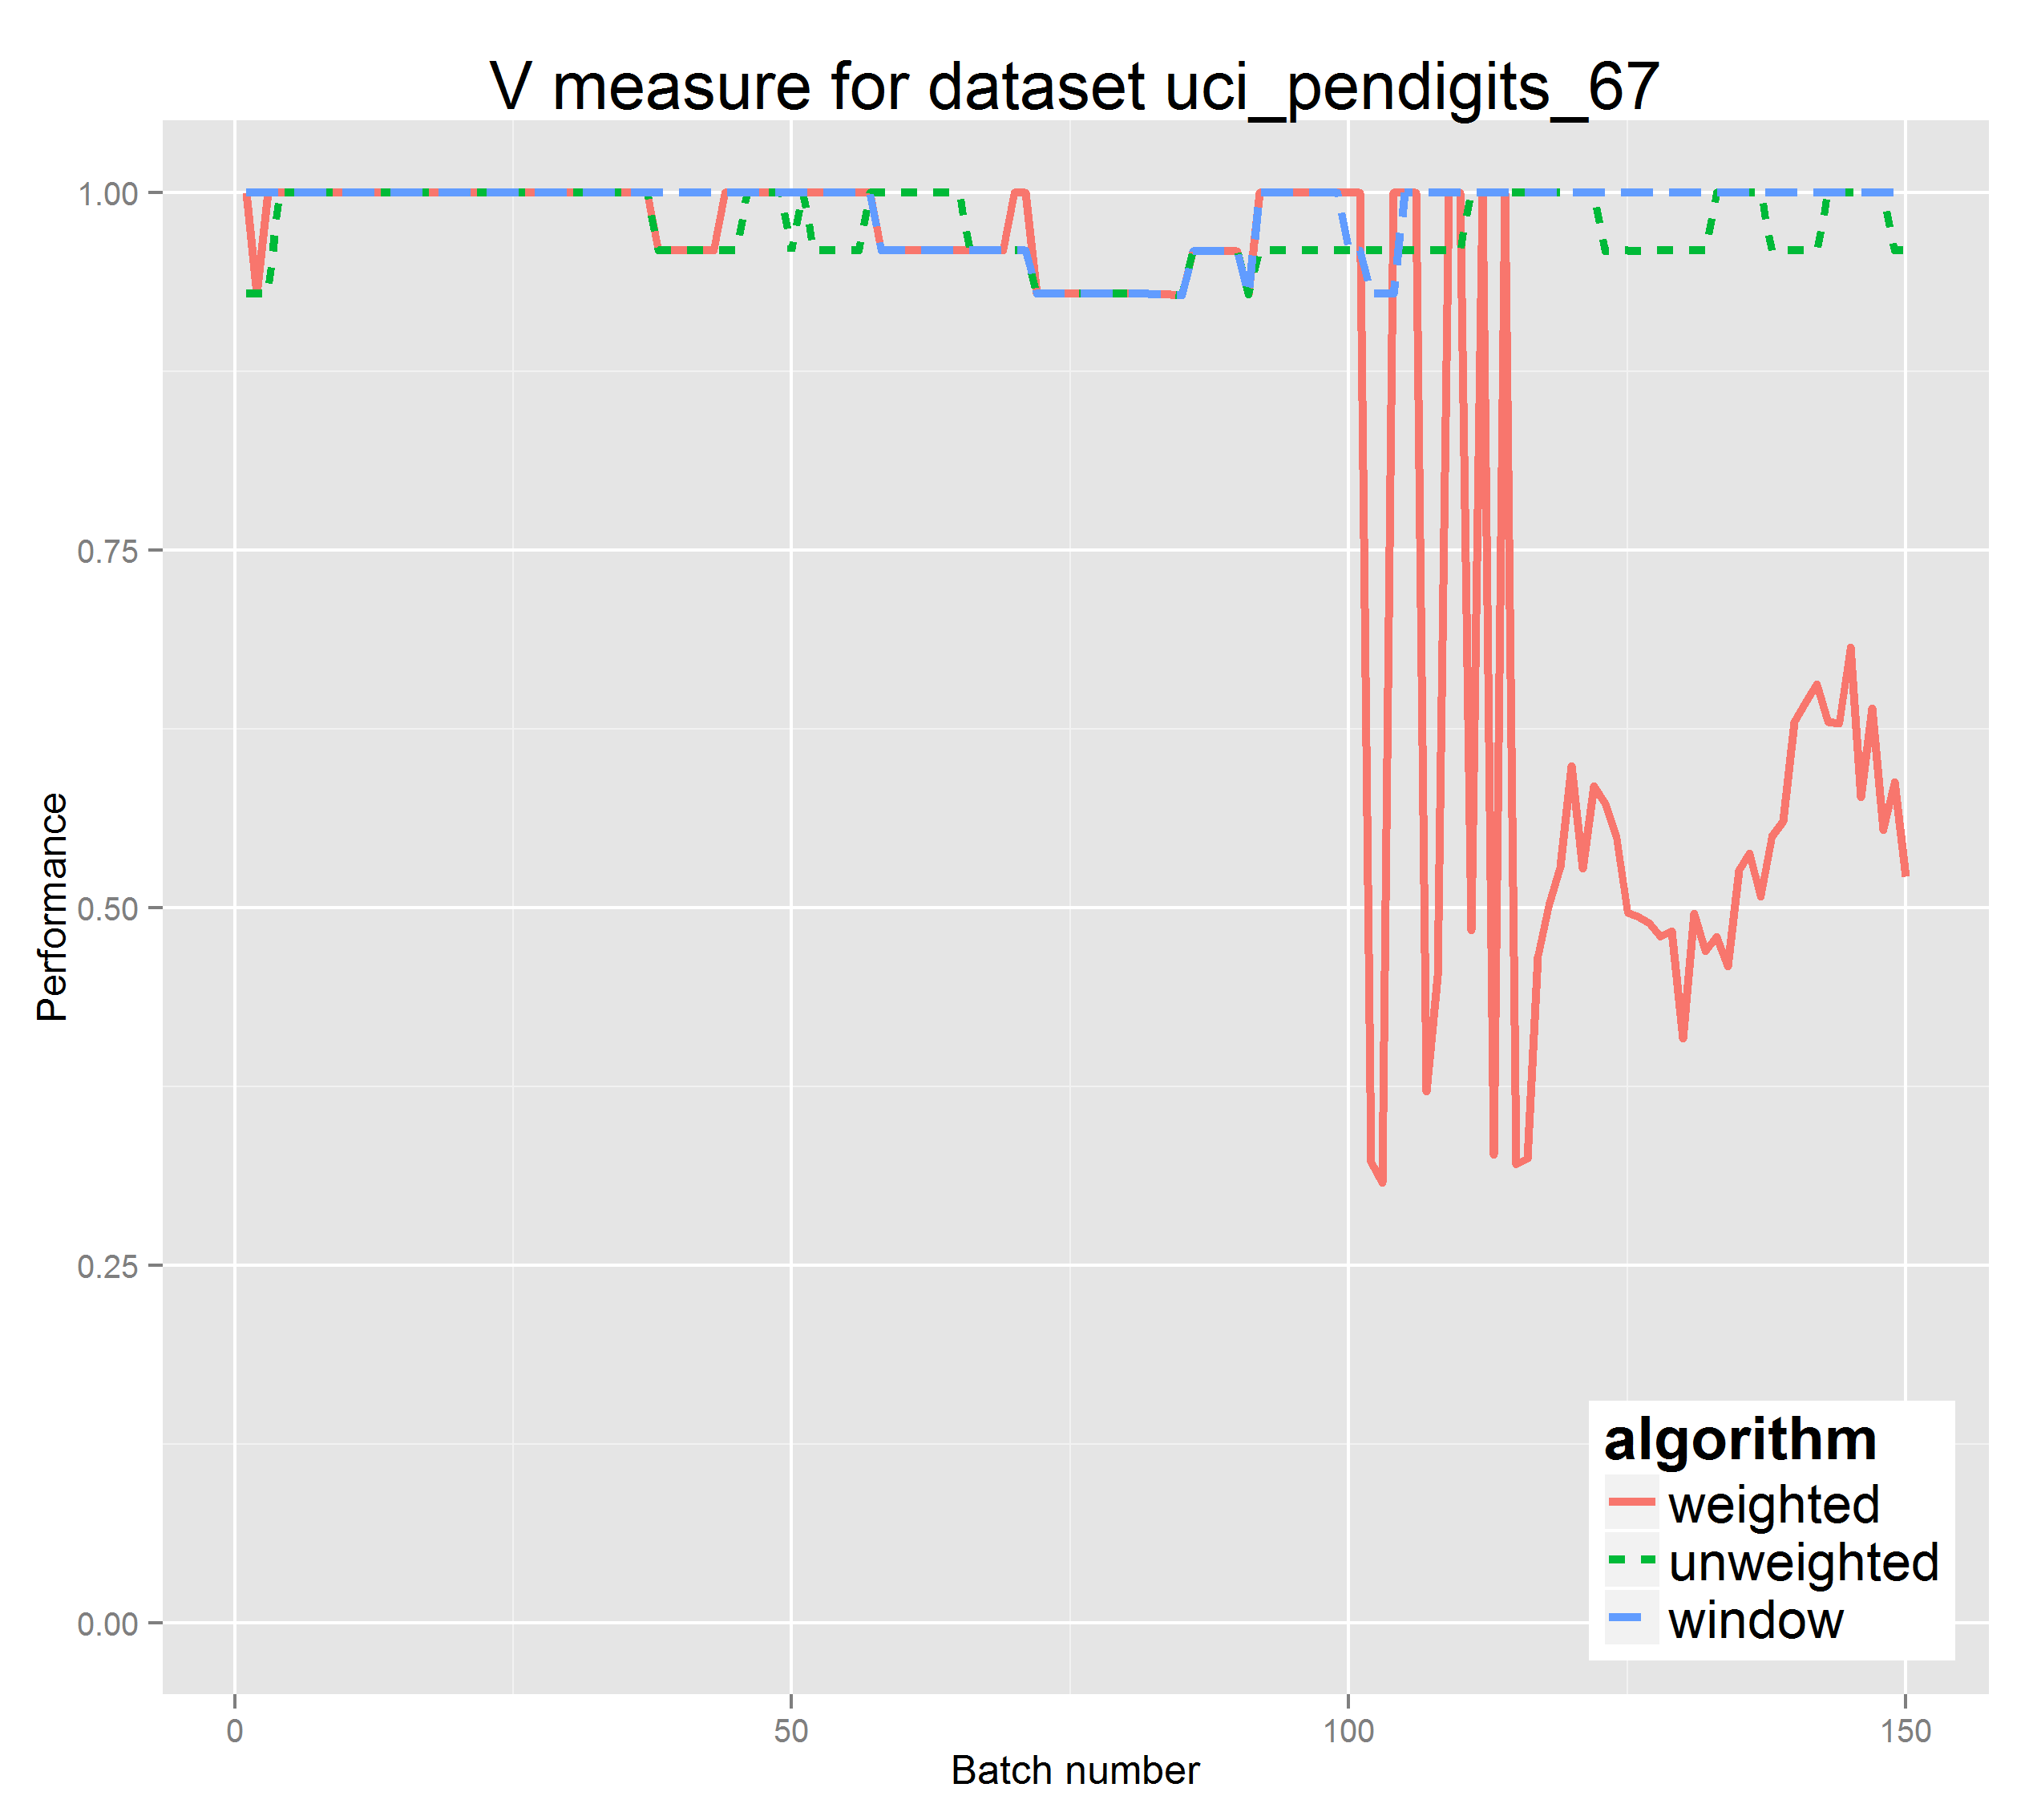 V measure for dataset uci_pendigits_67
1.00
0.75
0.50
0.25
0.00
Performance
0
50
100
150
Batch number
algorithm
weighted
unweighted
window